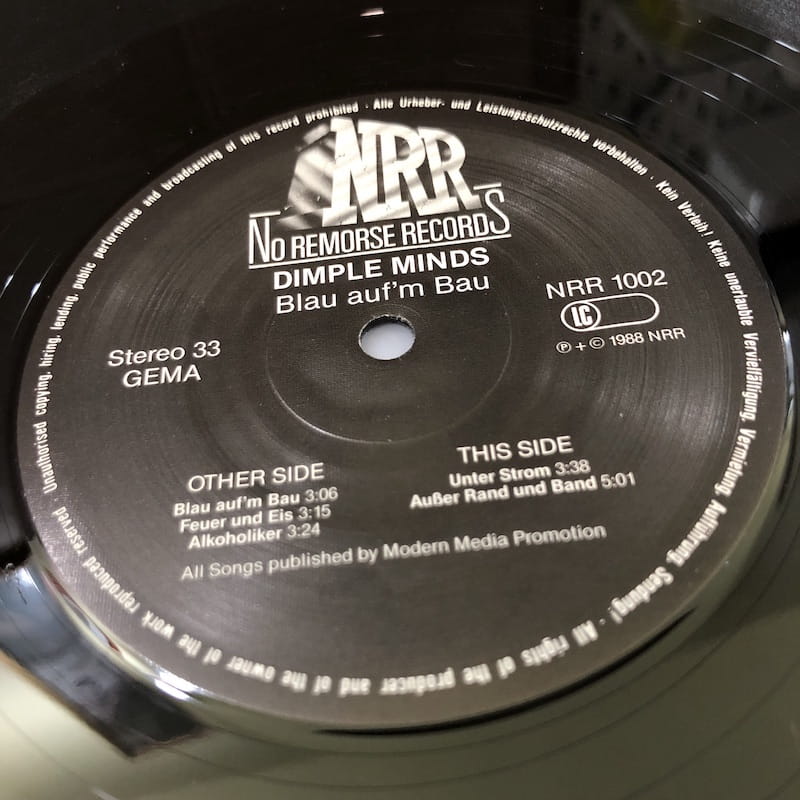 NRR
NO REMORSE RECORDS
DIMPLE MINDS
Blau auf'm Bau
NRR 1002
LC
℗ + © 1988 NRR
Stereo 33
GEMA
OTHER SIDE
Blau auf'm Bau 3:06
Feuer und Eis 3:15
Alkoholiker 3:24
THIS SIDE
Unter Strom 3:38
Außer Rand und Band 5:01
All Songs published by Modern Media Promotion
Alle Urheber- und Leistungsschutzrechte vorbehalten · Kein Verleih! Keine unerlaubte Vervielfältigung, Vermietung, Aufführung, Sendung! · All rights of the producer and of the owner of the work reproduced reserved Unauthorised copying, hiring, lending, public performance and broadcasting of this record prohibited ·